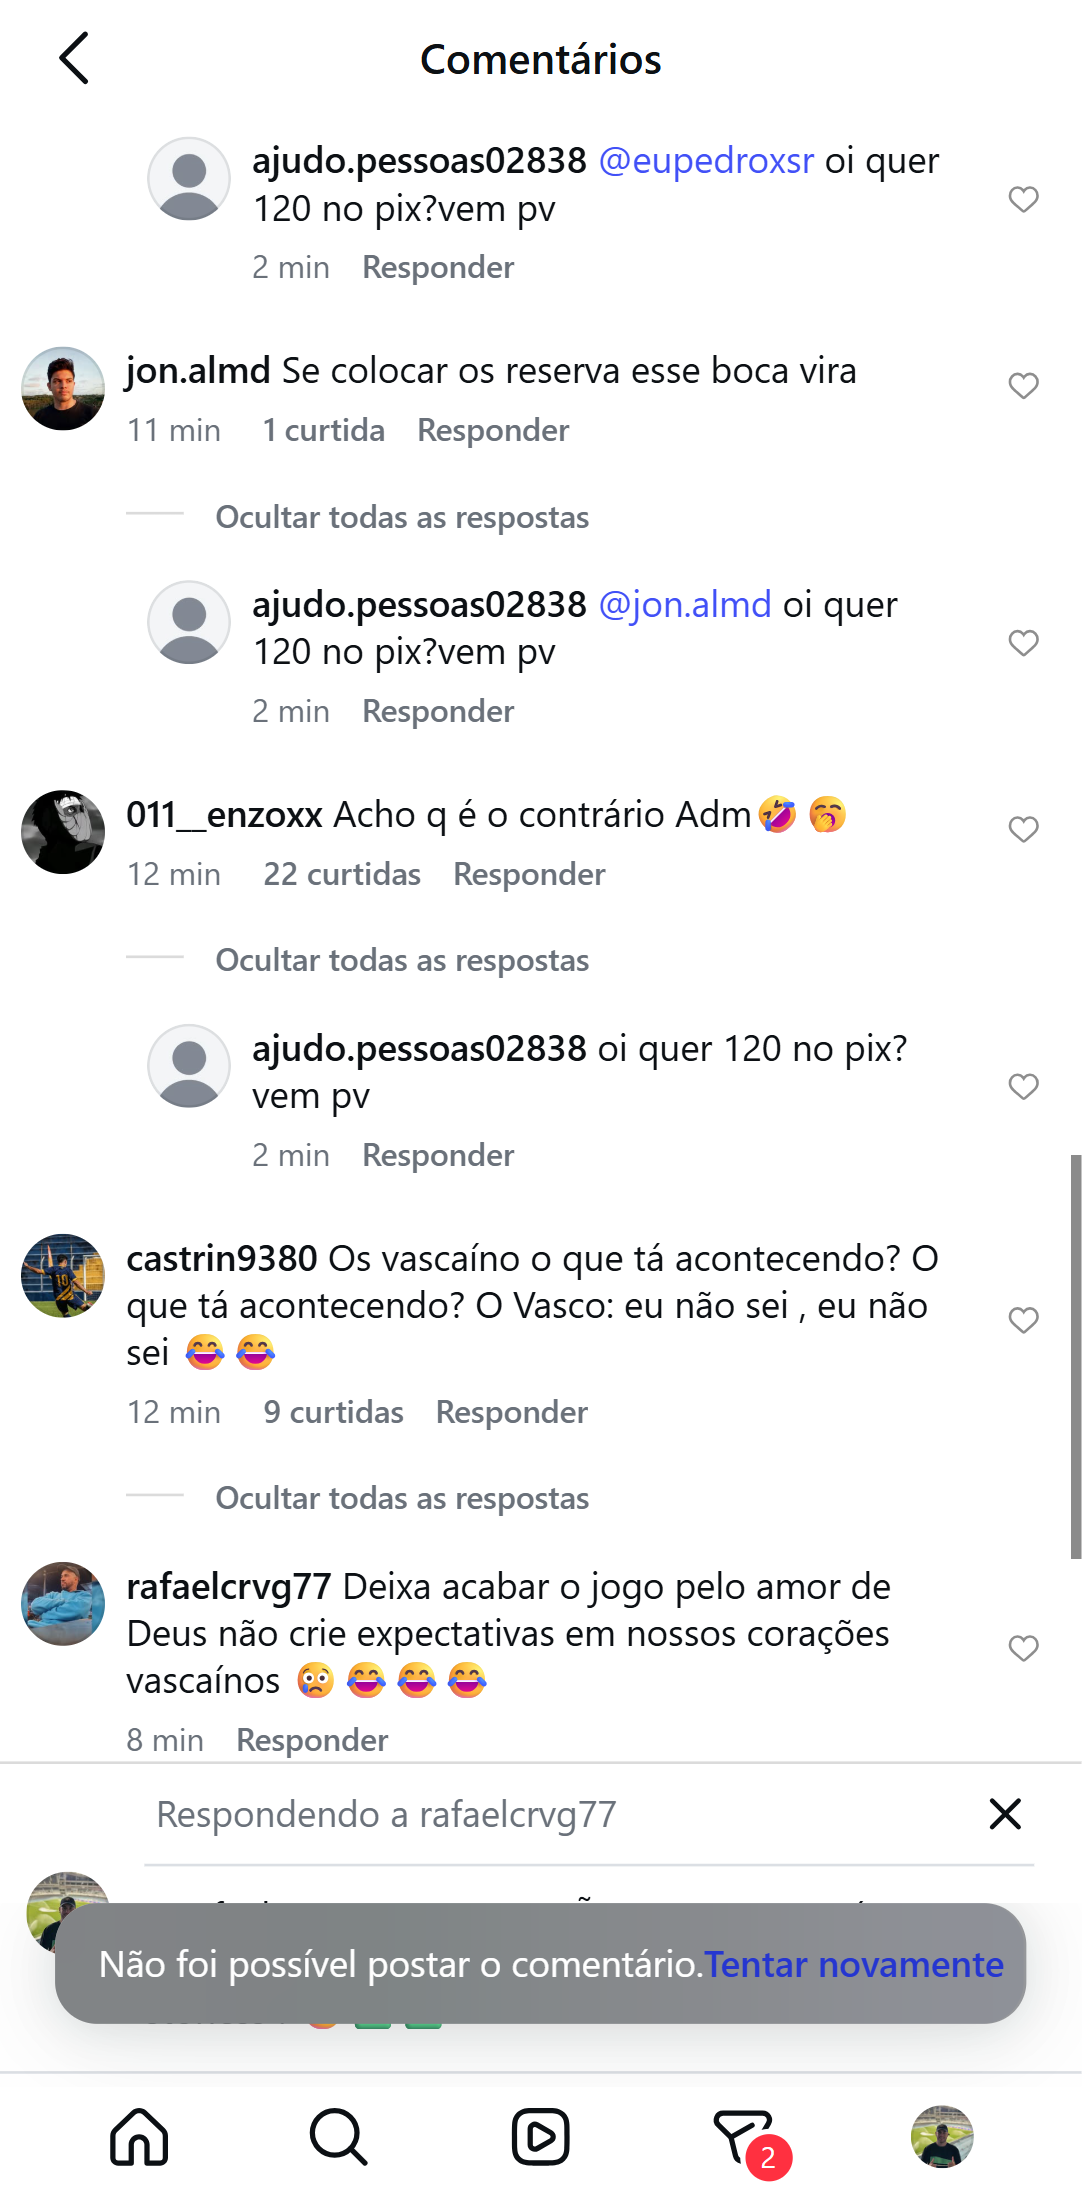 Comentários
ajudo.pessoas02838 @eupedroxsr oi quer
120 no pix?vem pv
2 min Responder
jon.almd Se colocar os reserva esse boca vira
11 min 1 curtida Responder
Ocultar todas as respostas
ajudo.pessoas02838 @jon.almd oi quer
120 no pix?vem pv
2 min Responder
011__enzoxx Acho q é o contrário Adm🤣🥱
12 min 22 curtidas Responder
Ocultar todas as respostas
ajudo.pessoas02838 oi quer 120 no pix?
vem pv
2 min Responder
castrin9380 Os vascaíno o que tá acontecendo? O
que tá acontecendo? O Vasco: eu não sei , eu não
sei 😂😂
12 min 9 curtidas Responder
Ocultar todas as respostas
rafaelcrvg77 Deixa acabar o jogo pelo amor de
Deus não crie expectativas em nossos corações
vascaínos 😢😂😂😂
8 min Responder
Respondendo a rafaelcrvg77
Não foi possível postar o comentário.Tentar novamente
2